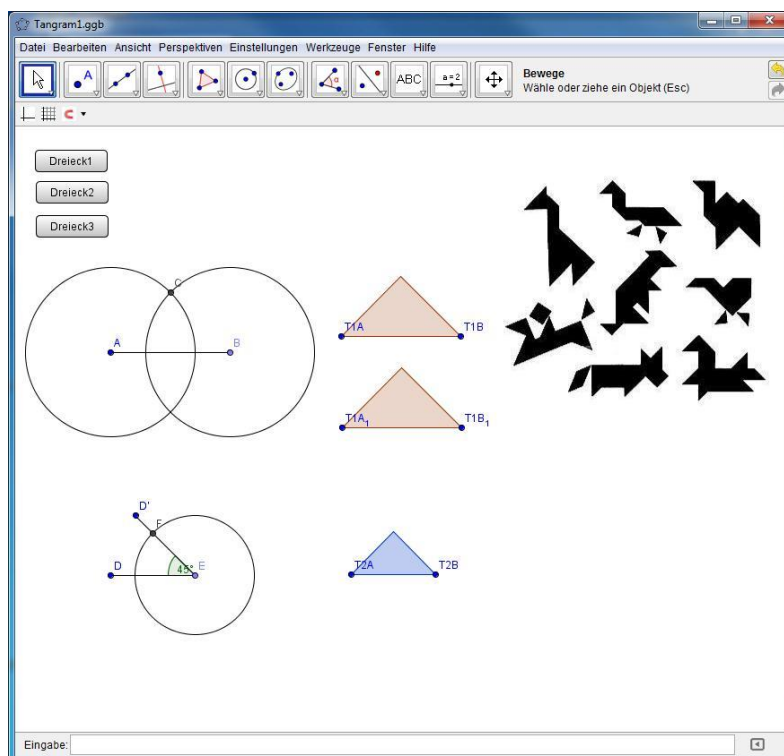 Tangram1.ggb
Datei Bearbeiten Ansicht Perspektiven Einstellungen Werkzeuge Fenster Hilfe
A
α
ABC
a = 2
Bewege
Wähle oder ziehe ein Objekt (Esc)
Dreieck1
Dreieck2
Dreieck3
C
A
B
T1A
T1B
T1A₁
T1B₁
D'
F
D
45°
E
T2A
T2B
Eingabe: